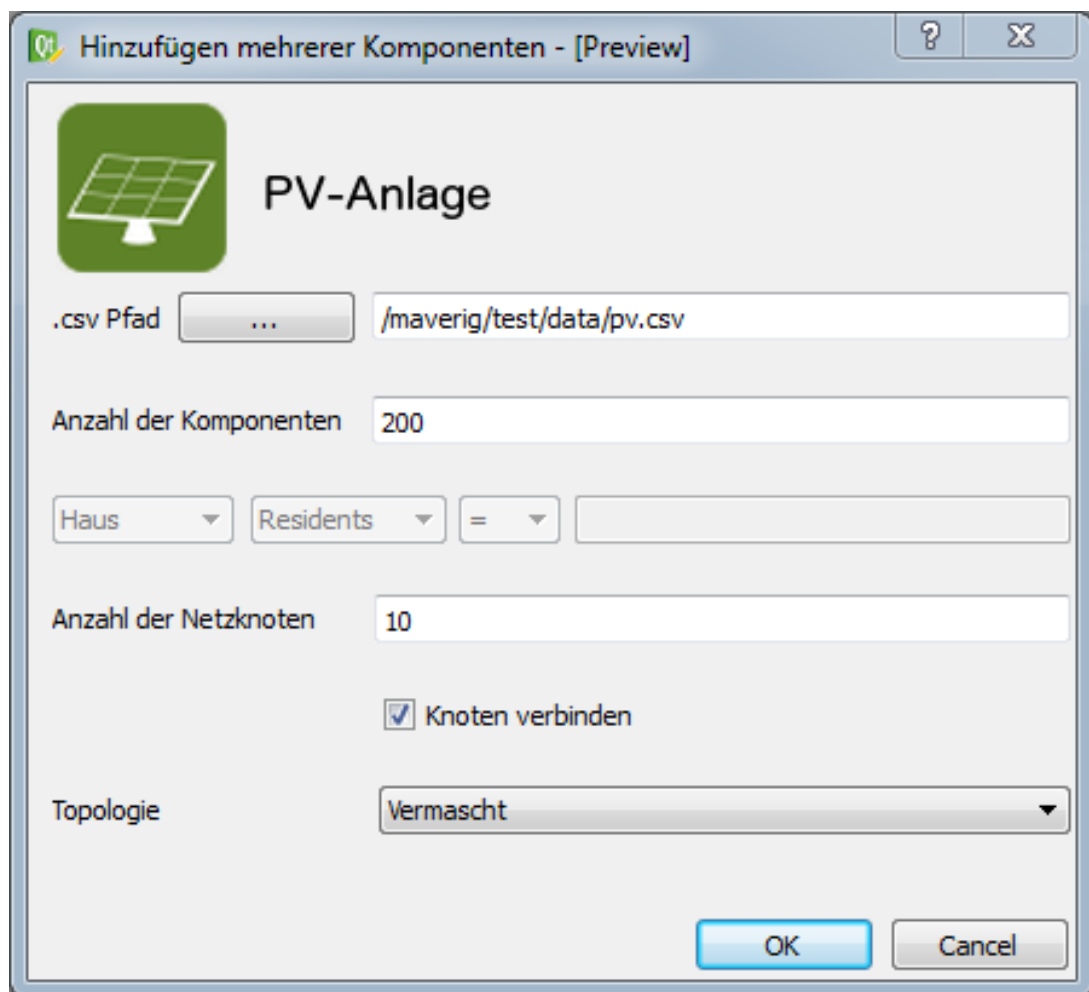 Qt Hinzufügen mehrerer Komponenten - [Preview] ? X
PV-Anlage
.csv Pfad ... /maverig/test/data/pv.csv
Anzahl der Komponenten 200
Haus Residents =
Anzahl der Netzknoten 10
Knoten verbinden
Topologie Vermascht
OK Cancel